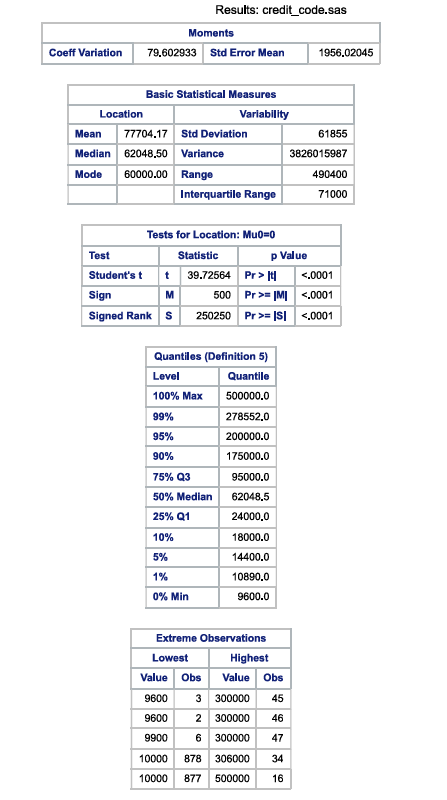 Results: credit_code.sas
Moments
Coeff Variation 79.602933 Std Error Mean 1956.02045
Basic Statistical Measures
Location Variability
Mean 77704.17 Std Deviation 61855
Median 62048.50 Variance 3826015987
Mode 60000.00 Range 490400
Interquartile Range 71000
Tests for Location: Mu0=0
Test Statistic p Value
Student's t t 39.72564 Pr > |t| <.0001
Sign M 500 Pr >= |M| <.0001
Signed Rank S 250250 Pr >= |S| <.0001
Quantiles (Definition 5)
Level Quantile
100% Max 500000.0
99% 278552.0
95% 200000.0
90% 175000.0
75% Q3 95000.0
50% Median 62048.5
25% Q1 24000.0
10% 18000.0
5% 14400.0
1% 10890.0
0% Min 9600.0
Extreme Observations
Lowest Highest
Value Obs Value Obs
9600 3 300000 45
9600 2 300000 46
9900 6 300000 47
10000 878 306000 34
10000 877 500000 16